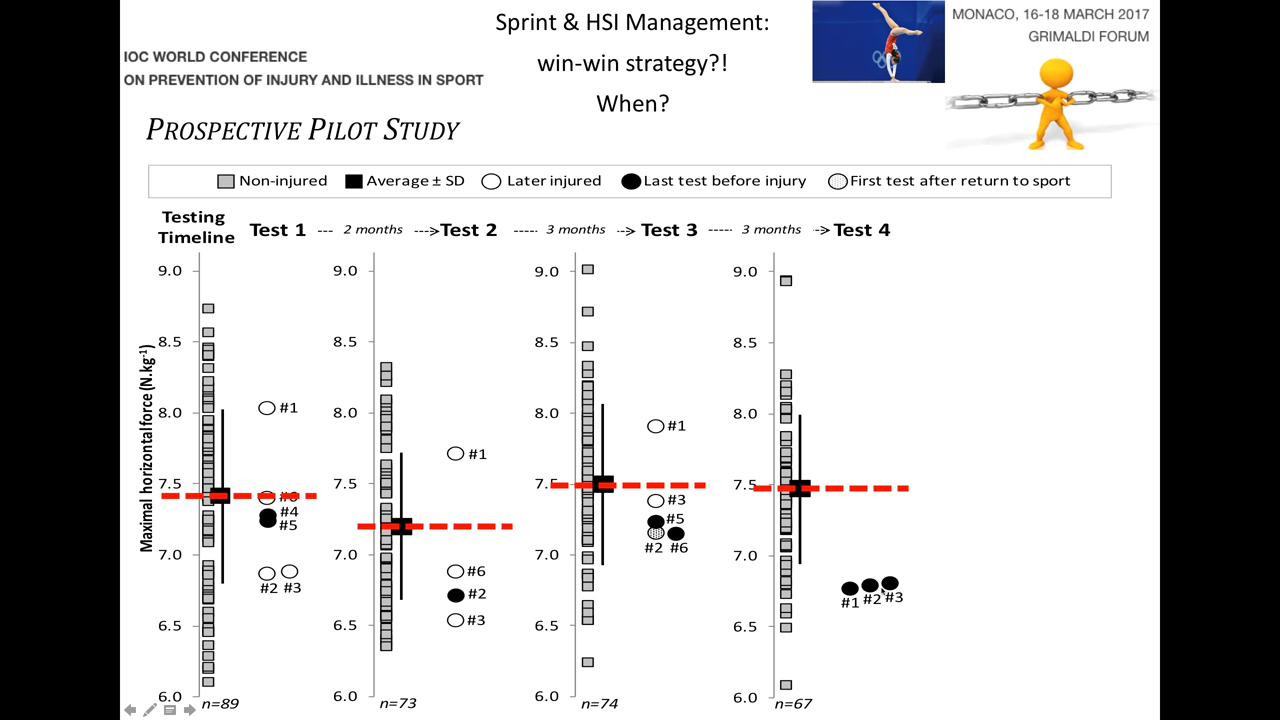 Sprint & HSI Management:
win-win strategy?!
When?
MONACO, 16-18 MARCH 2017
GRIMALDI FORUM
IOC WORLD CONFERENCE
ON PREVENTION OF INJURY AND ILLNESS IN SPORT
PROSPECTIVE PILOT STUDY
Non-injured Average ± SD Later injured Last test before injury First test after return to sport
Testing
Timeline
Test 1 --- 2 months ---> Test 2 ---- 3 months --> Test 3 ---- 3 months --> Test 4
Maximal horizontal force (N.kg-1)
9.0
8.5
8.0
7.5
7.0
6.5
6.0
#1
#6
#4
#5
#2 #3
n=89
9.0
8.5
8.0
7.5
7.0
6.5
6.0
#1
#6
#2
#3
n=73
9.0
8.5
8.0
7.5
7.0
6.5
6.0
#1
#3
#5
#2 #6
n=74
9.0
8.5
8.0
7.5
7.0
6.5
6.0
#1 #2 #3
n=67